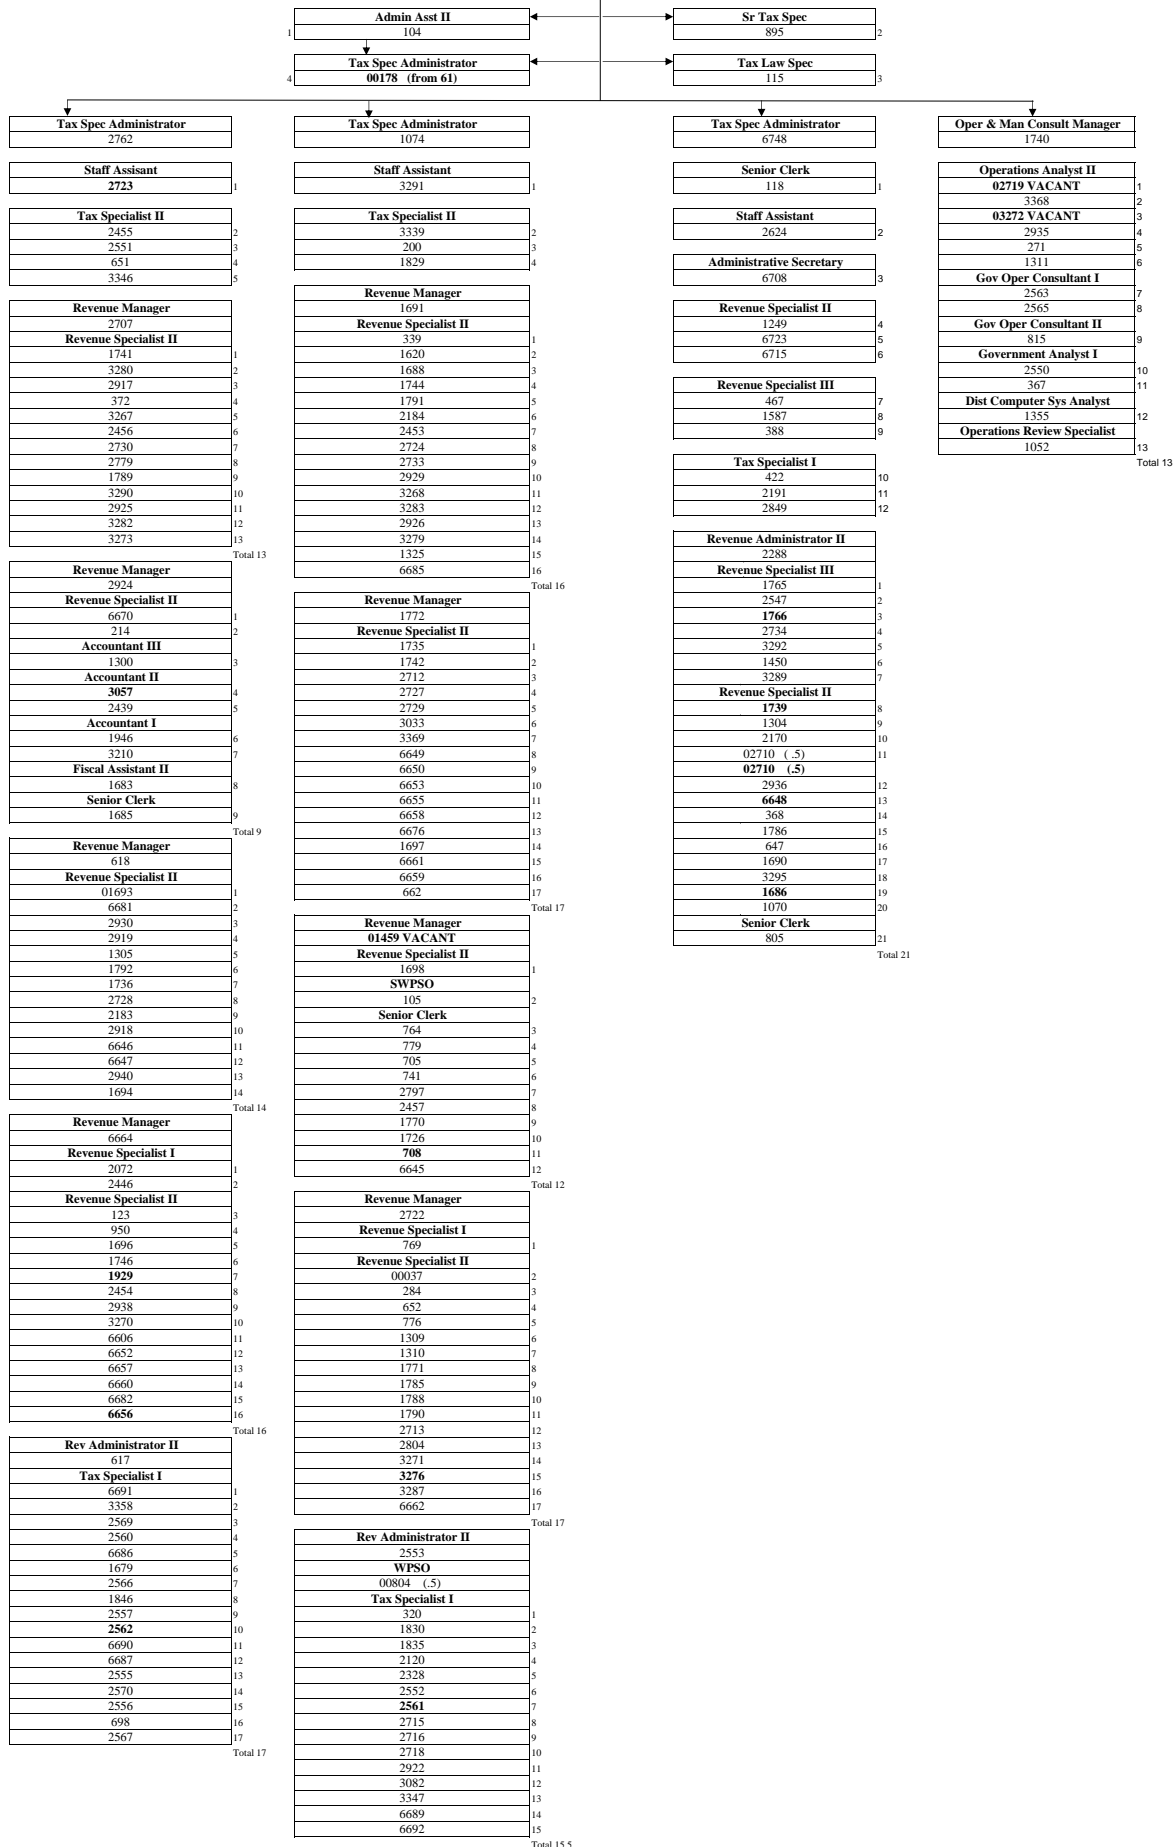 Admin Asst II
1 104
Sr Tax Spec
895 2
Tax Spec Administrator
4 00178 (from 61)
Tax Law Spec
115 3
Tax Spec Administrator
2762
Staff Assisant
2723 1
Tax Specialist II
2455 2
2551 3
651 4
3346 5
Revenue Manager
2707
Revenue Specialist II
1741 1
3280 2
2917 3
372 4
3267 5
2456 6
2730 7
2779 8
1789 9
3290 10
2925 11
3282 12
3273 13
Total 13
Revenue Manager
2924
Revenue Specialist II
6670 1
214 2
Accountant III
1300 3
Accountant II
3057 4
2439 5
Accountant I
1946 6
3210 7
Fiscal Assistant II
1683 8
Senior Clerk
1685 9
Total 9
Revenue Manager
618
Revenue Specialist II
01693 1
6681 2
2930 3
2919 4
1305 5
1792 6
1736 7
2728 8
2183 9
2918 10
6646 11
6647 12
2940 13
1694 14
Total 14
Revenue Manager
6664
Revenue Specialist I
2072 1
2446 2
Revenue Specialist II
123 3
950 4
1696 5
1746 6
1929 7
2454 8
2938 9
3270 10
6606 11
6652 12
6657 13
6660 14
6682 15
6656 16
Total 16
Rev Administrator II
617
Tax Specialist I
6691 1
3358 2
2569 3
2560 4
6686 5
1679 6
2566 7
1846 8
2557 9
2562 10
6690 11
6687 12
2555 13
2570 14
2556 15
698 16
2567 17
Total 17
Tax Spec Administrator
1074
Staff Assistant
3291 1
Tax Specialist II
3339 2
200 3
1829 4
Revenue Manager
1691
Revenue Specialist II
339 1
1620 2
1688 3
1744 4
1791 5
2184 6
2453 7
2724 8
2733 9
2929 10
3268 11
3283 12
2926 13
3279 14
1325 15
6685 16
Total 16
Revenue Manager
1772
Revenue Specialist II
1735 1
1742 2
2712 3
2727 4
2729 5
3033 6
3369 7
6649 8
6650 9
6653 10
6655 11
6658 12
6676 13
1697 14
6661 15
6659 16
662 17
Total 17
Revenue Manager
01459 VACANT
Revenue Specialist II
1698 1
SWPSO
105 2
Senior Clerk
764 3
779 4
705 5
741 6
2797 7
2457 8
1770 9
1726 10
708 11
6645 12
Total 12
Revenue Manager
2722
Revenue Specialist I
769 1
Revenue Specialist II
00037 2
284 3
652 4
776 5
1309 6
1310 7
1771 8
1785 9
1788 10
1790 11
2713 12
2804 13
3271 14
3276 15
3287 16
6662 17
Total 17
Rev Administrator II
2553
WPSO
00804 (.5)
Tax Specialist I
320 1
1830 2
1835 3
2120 4
2328 5
2552 6
2561 7
2715 8
2716 9
2718 10
2922 11
3082 12
3347 13
6689 14
6692 15
Total 15.5
Tax Spec Administrator
6748
Senior Clerk
118 1
Staff Assistant
2624 2
Administrative Secretary
6708 3
Revenue Specialist II
1249 4
6723 5
6715 6
Revenue Specialist III
467 7
1587 8
388 9
Tax Specialist I
422 10
2191 11
2849 12
Revenue Administrator II
2288
Revenue Specialist III
1765 1
2547 2
1766 3
2734 4
3292 5
1450 6
3289 7
Revenue Specialist II
1739 8
1304 9
2170 10
02710 ( .5) 11
02710 (.5)
2936 12
6648 13
368 14
1786 15
647 16
1690 17
3295 18
1686 19
1070 20
Senior Clerk
805 21
Total 21
Oper & Man Consult Manager
1740
Operations Analyst II
02719 VACANT 1
3368 2
03272 VACANT 3
2935 4
271 5
1311 6
Gov Oper Consultant I
2563 7
2565 8
Gov Oper Consultant II
815 9
Government Analyst I
2550 10
367 11
Dist Computer Sys Analyst
1355 12
Operations Review Specialist
1052 13
Total 13